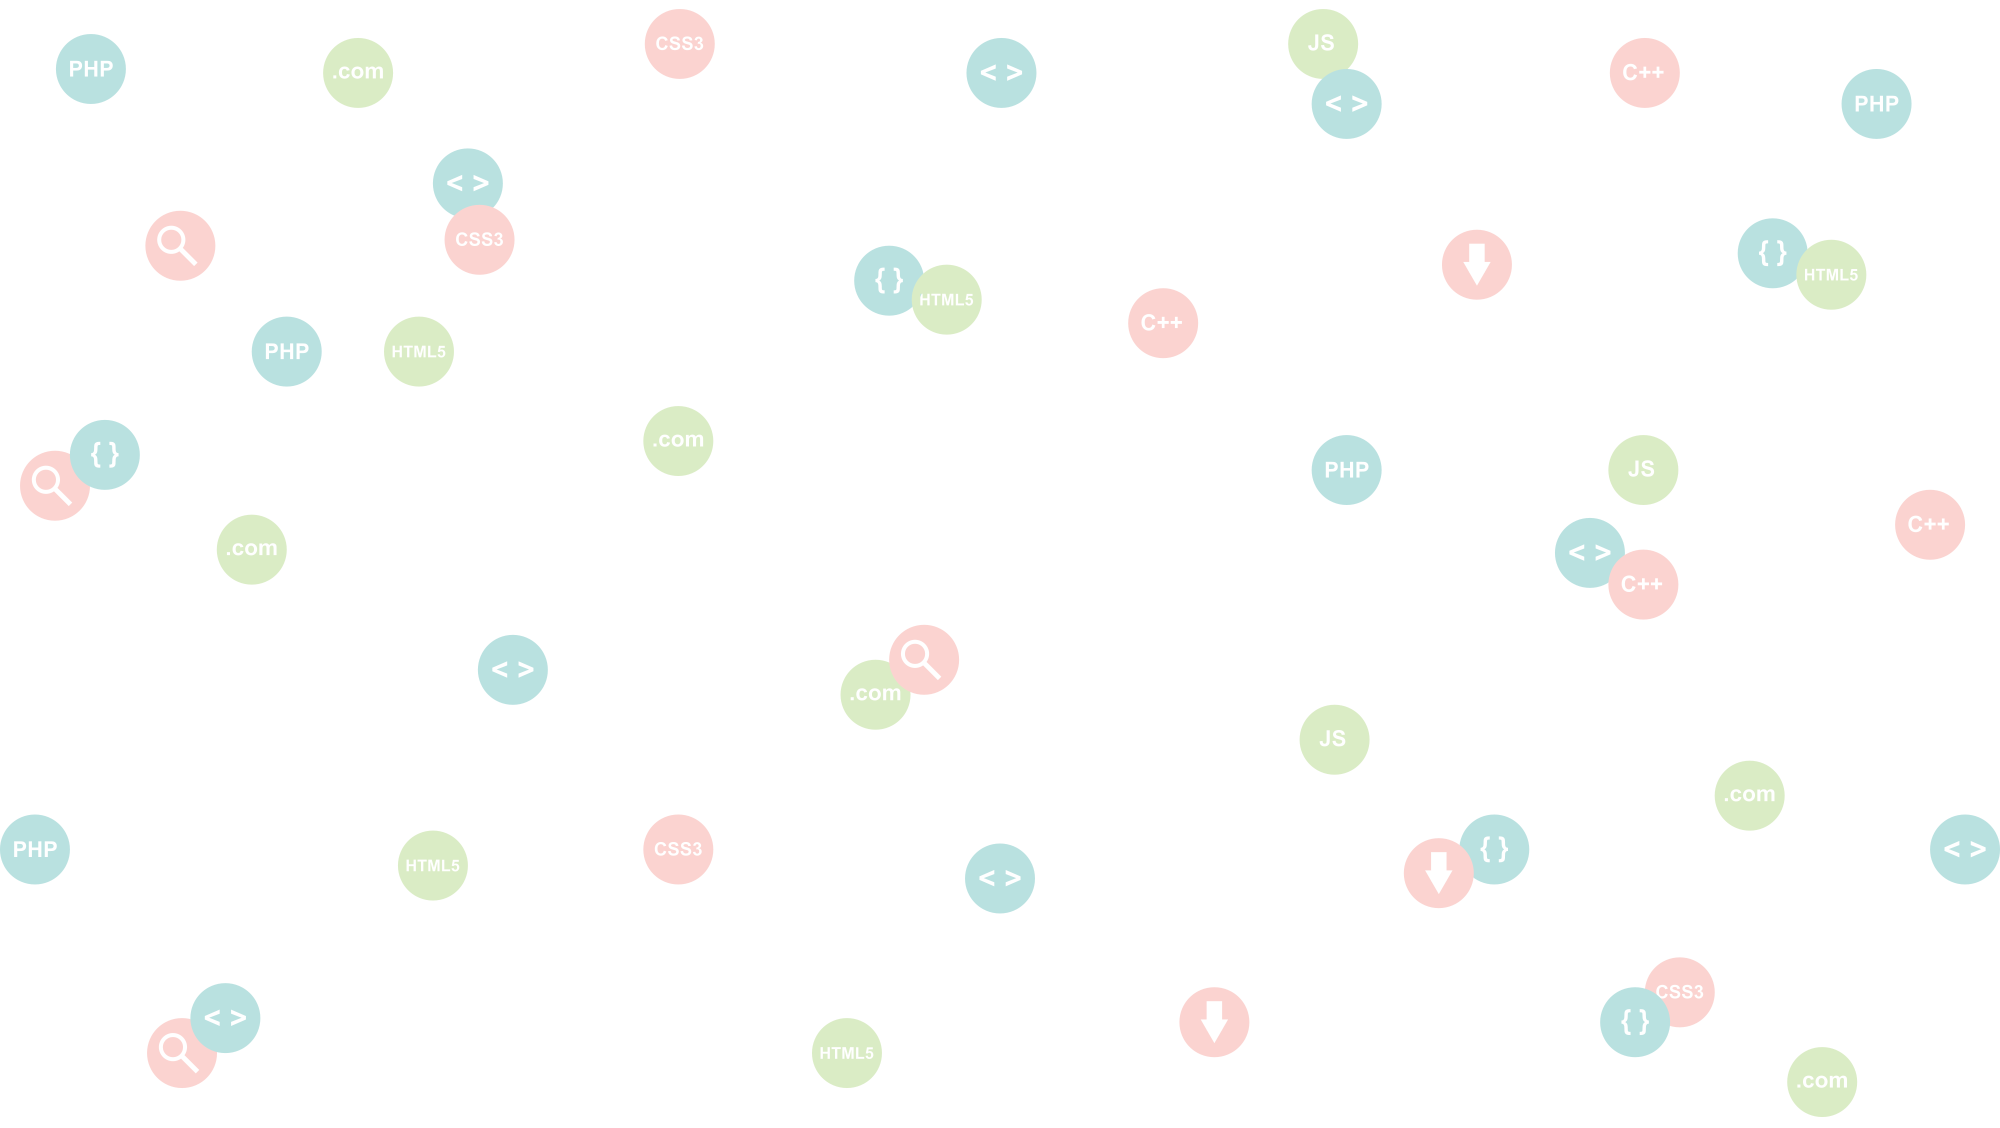 CSS3
JS
PHP
.com
< >
C++
< >
PHP
< >
CSS3
{ }
HTML5
{ }
HTML5
C++
PHP
HTML5
.com
{ }
PHP
JS
C++
.com
< >
C++
< >
.com
JS
.com
PHP
HTML5
CSS3
< >
{ }
< >
CSS3
< >
{ }
HTML5
.com